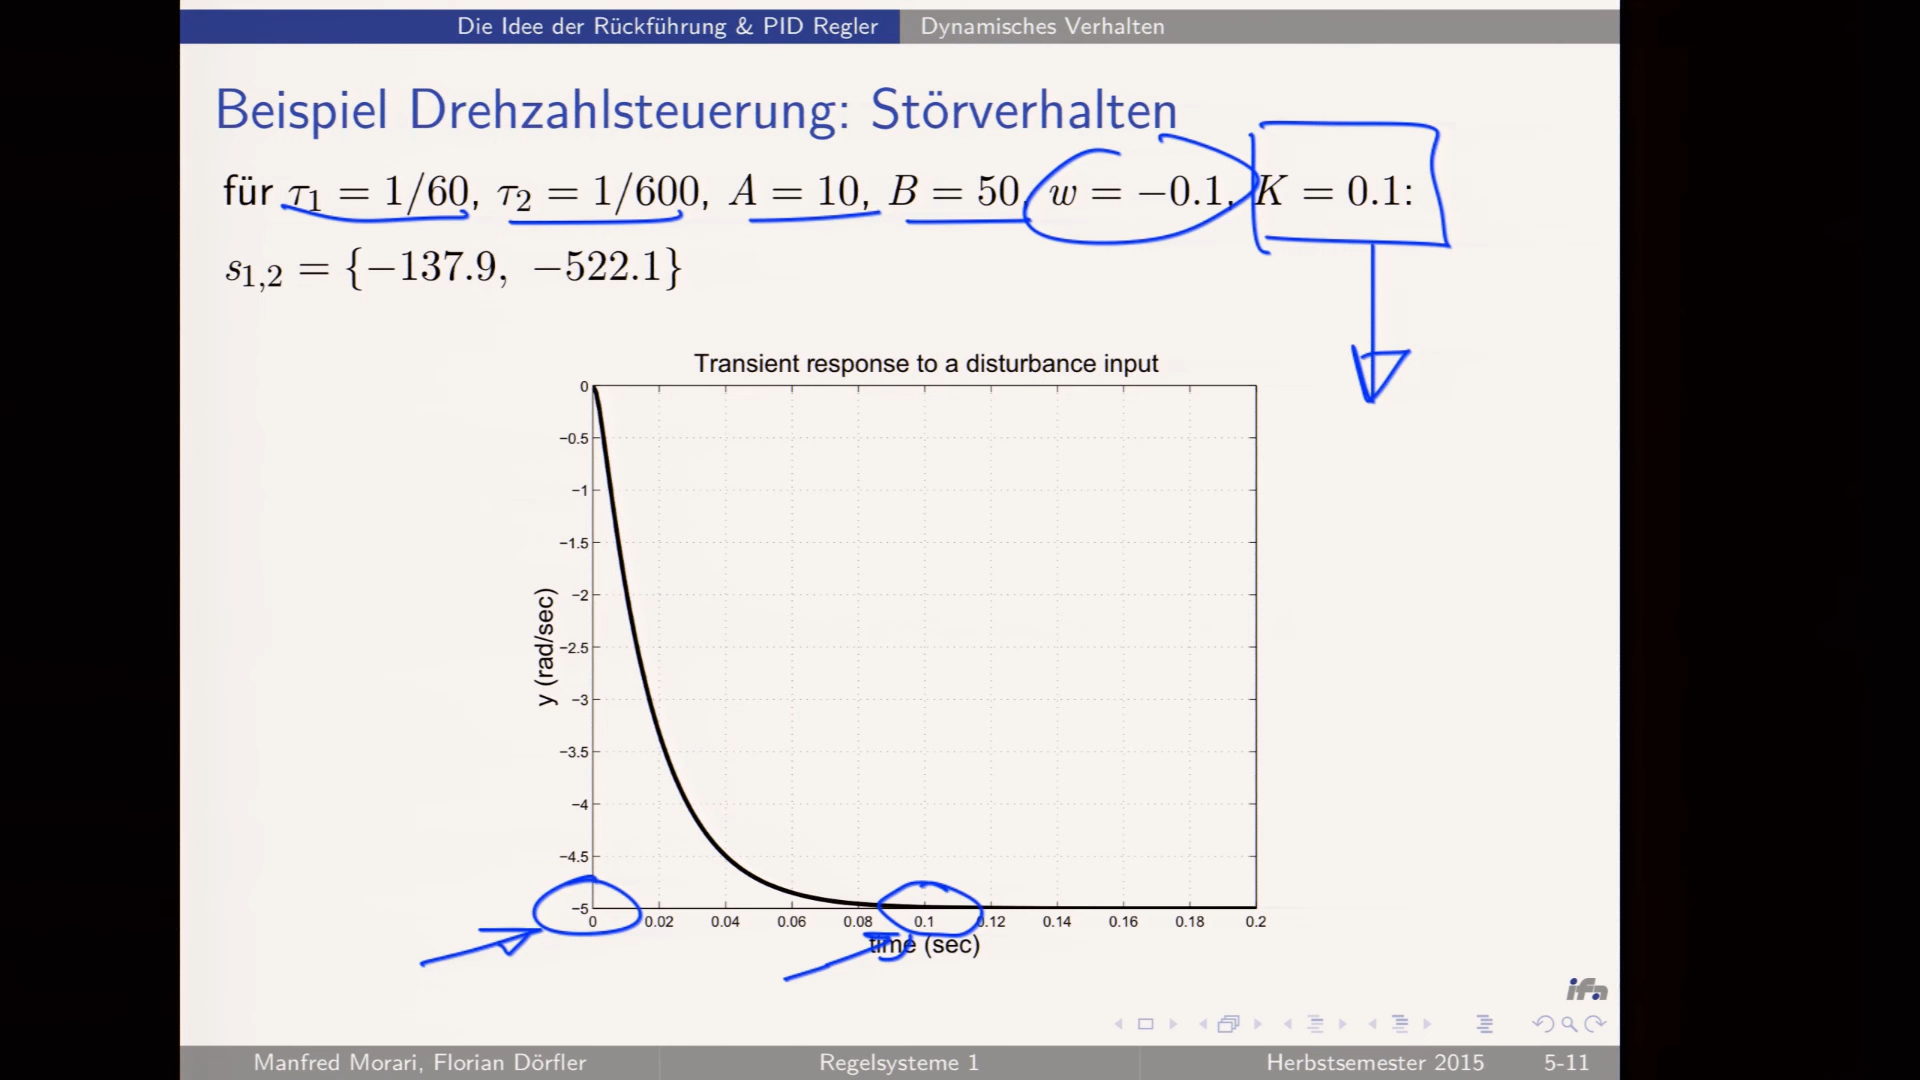 Die Idee der Rückführung & PID Regler Dynamisches Verhalten
Beispiel Drehzahlsteuerung: Störverhalten
für τ₁ = 1/60, τ₂ = 1/600, A = 10, B = 50, w = −0.1, K = 0.1:
s₁,₂ = {−137.9, −522.1}
Transient response to a disturbance input
0
−0.5
−1
−1.5
−2
−2.5
−3
−3.5
−4
−4.5
−5
y (rad/sec)
0 0.02 0.04 0.06 0.08 0.1 0.12 0.14 0.16 0.18 0.2
time (sec)
ifa
Manfred Morari, Florian Dörfler Regelsysteme 1 Herbstsemester 2015 5-11